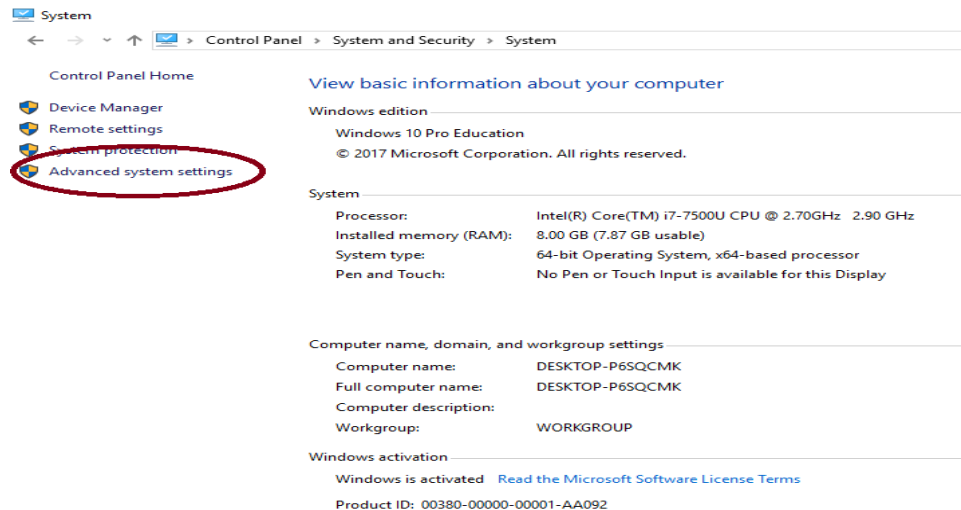 System
Control Panel > System and Security > System
Control Panel Home
Device Manager
Remote settings
System protection
Advanced system settings
View basic information about your computer
Windows edition
Windows 10 Pro Education
© 2017 Microsoft Corporation. All rights reserved.
System
Processor: Intel(R) Core(TM) i7-7500U CPU @ 2.70GHz 2.90 GHz
Installed memory (RAM): 8.00 GB (7.87 GB usable)
System type: 64-bit Operating System, x64-based processor
Pen and Touch: No Pen or Touch Input is available for this Display
Computer name, domain, and workgroup settings
Computer name: DESKTOP-P6SQCMK
Full computer name: DESKTOP-P6SQCMK
Computer description:
Workgroup: WORKGROUP
Windows activation
Windows is activated Read the Microsoft Software License Terms
Product ID: 00380-00000-00001-AA092